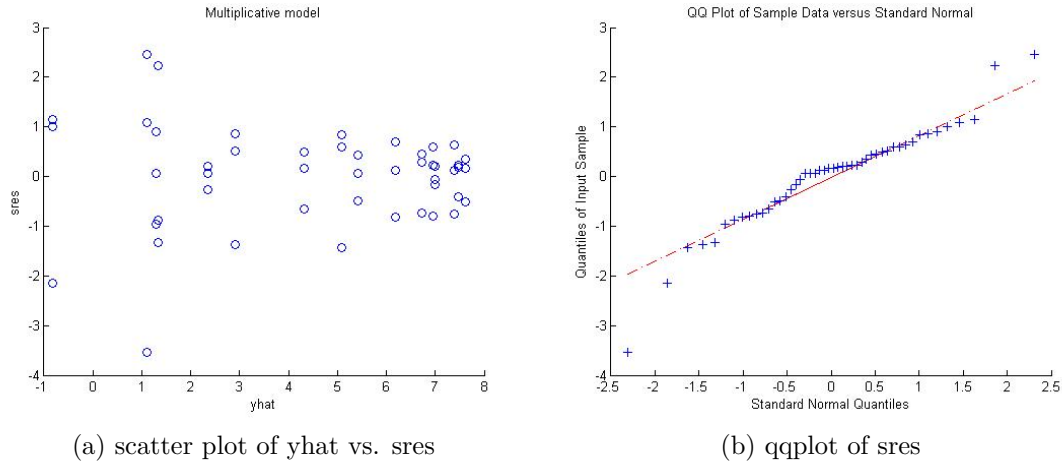 Multiplicative model
3
2
1
0
-1
-2
-3
-4
sres
-1 0 1 2 3 4 5 6 7 8
yhat
(a) scatter plot of yhat vs. sres
QQ Plot of Sample Data versus Standard Normal
3
2
1
0
-1
-2
-3
-4
Quantiles of Input Sample
-2.5 -2 -1.5 -1 -0.5 0 0.5 1 1.5 2 2.5
Standard Normal Quantiles
(b) qqplot of sres